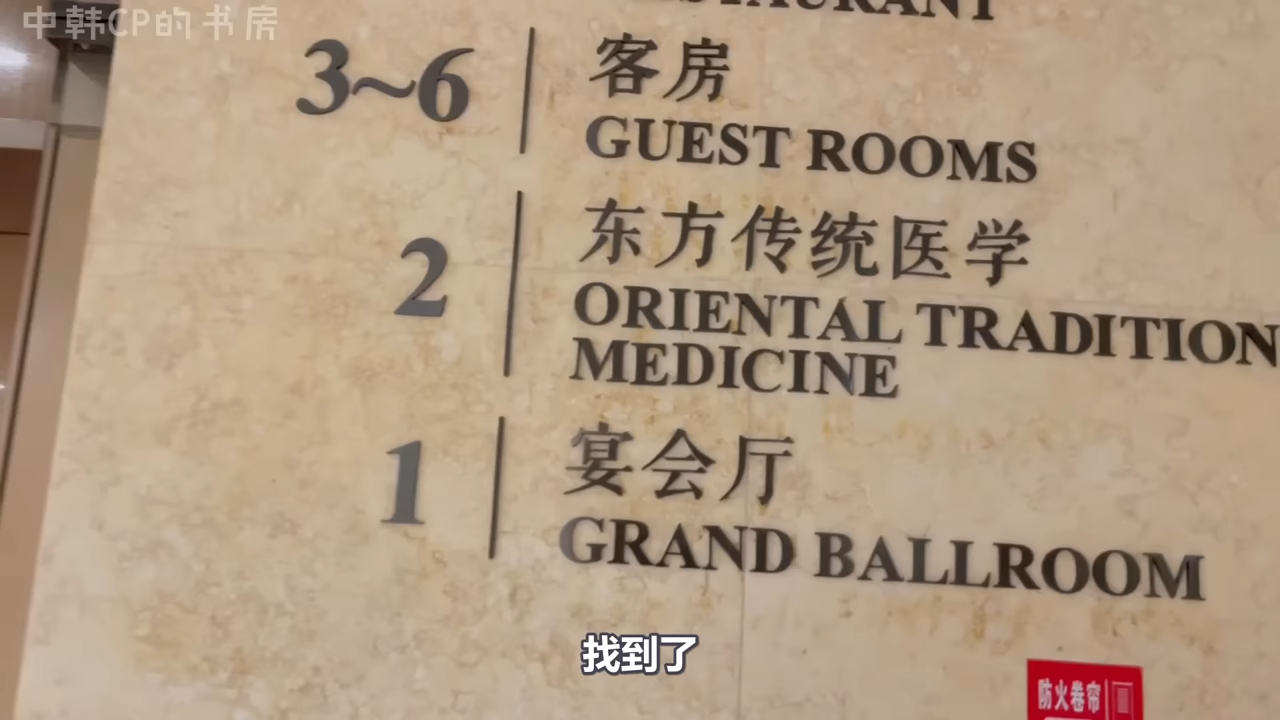 中韩CP的书房
3~6
客房
GUEST ROOMS
2
东方传统医学
ORIENTAL TRADITION
MEDICINE
1
宴会厅
GRAND BALLROOM
找到了
防火卷帘